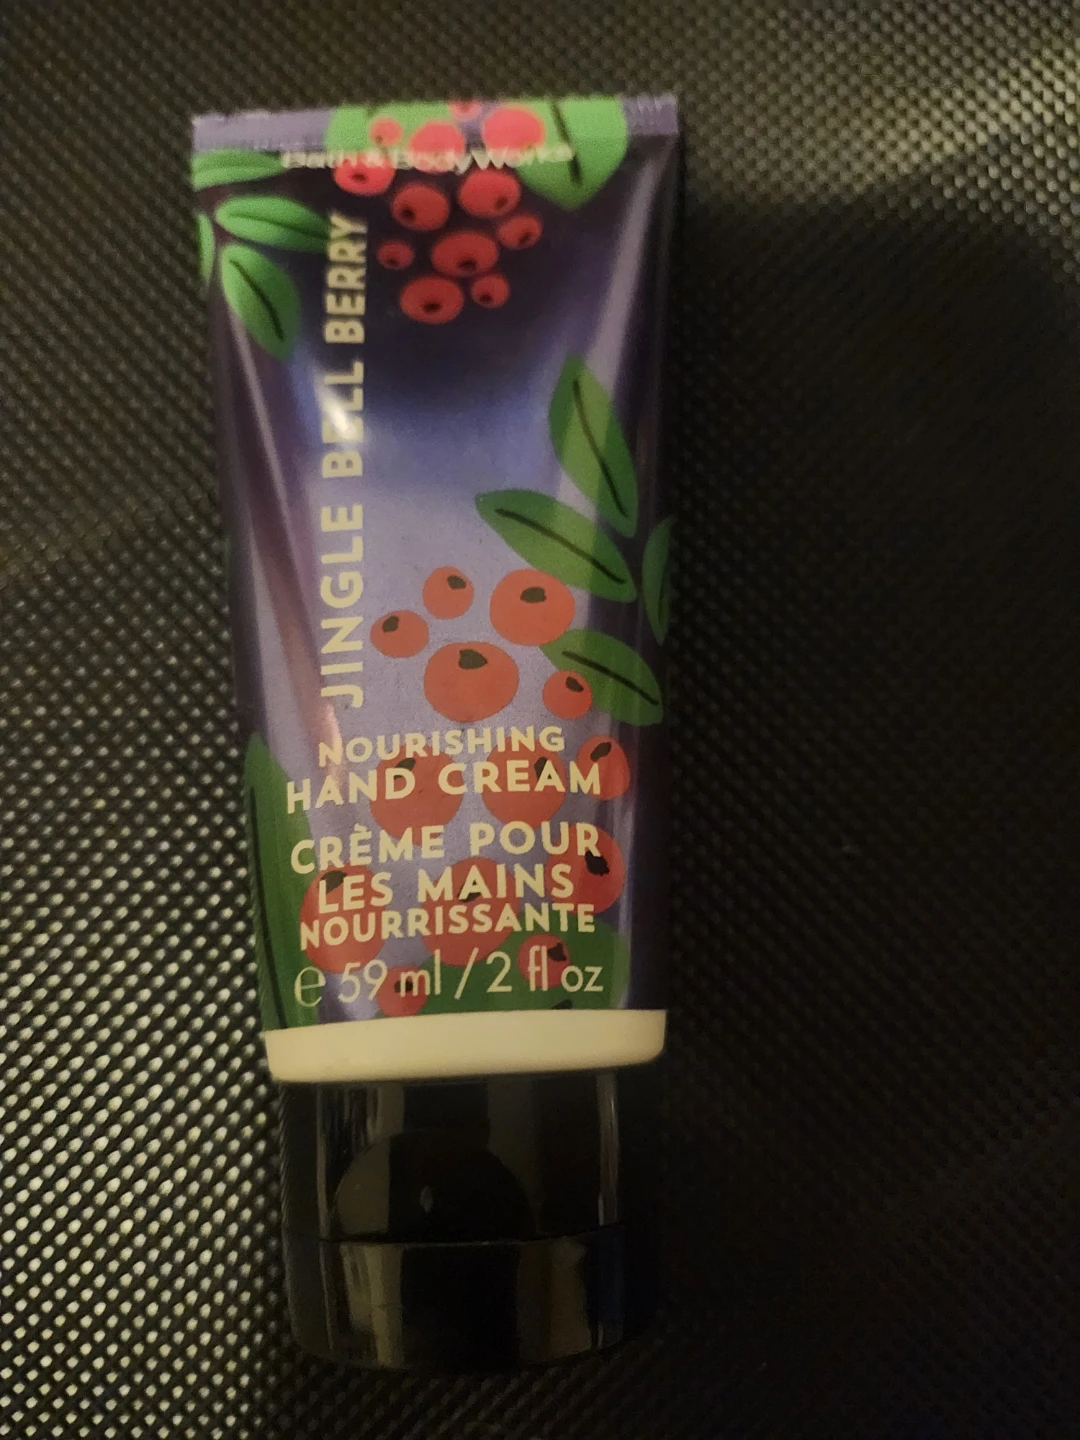 Bath & Body Works
JINGLE BELL BERRY
NOURISHING
HAND CREAM
CRÈME POUR
LES MAINS
NOURRISSANTE
℮ 59 ml / 2 fl oz